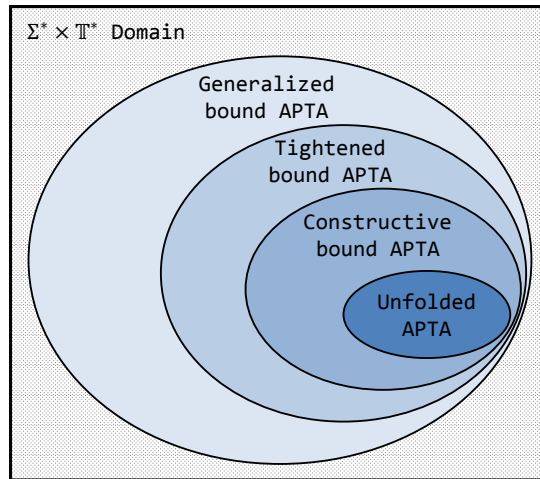 Σ* × 𝕋* Domain
Generalized
bound APTA
Tightened
bound APTA
Constructive
bound APTA
Unfolded
APTA